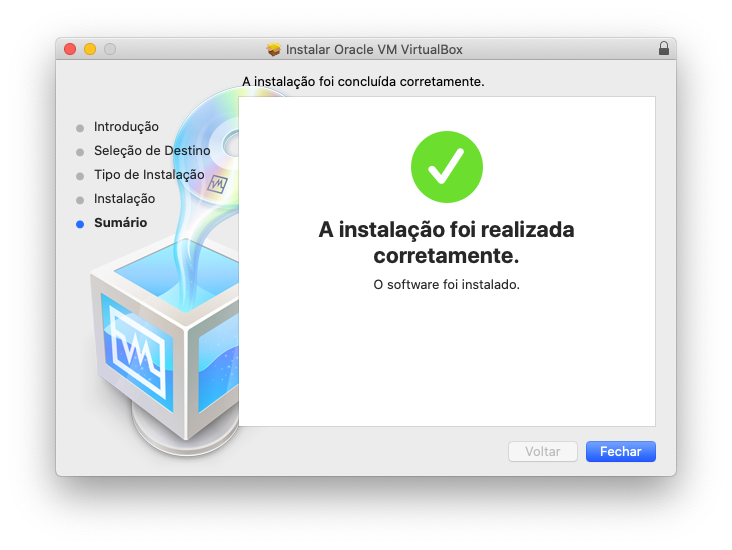 Instalar Oracle VM VirtualBox
A instalação foi concluída corretamente.
Introdução
Seleção de Destino
Tipo de Instalação
Instalação
Sumário
A instalação foi realizada
corretamente.
O software foi instalado.
Voltar
Fechar